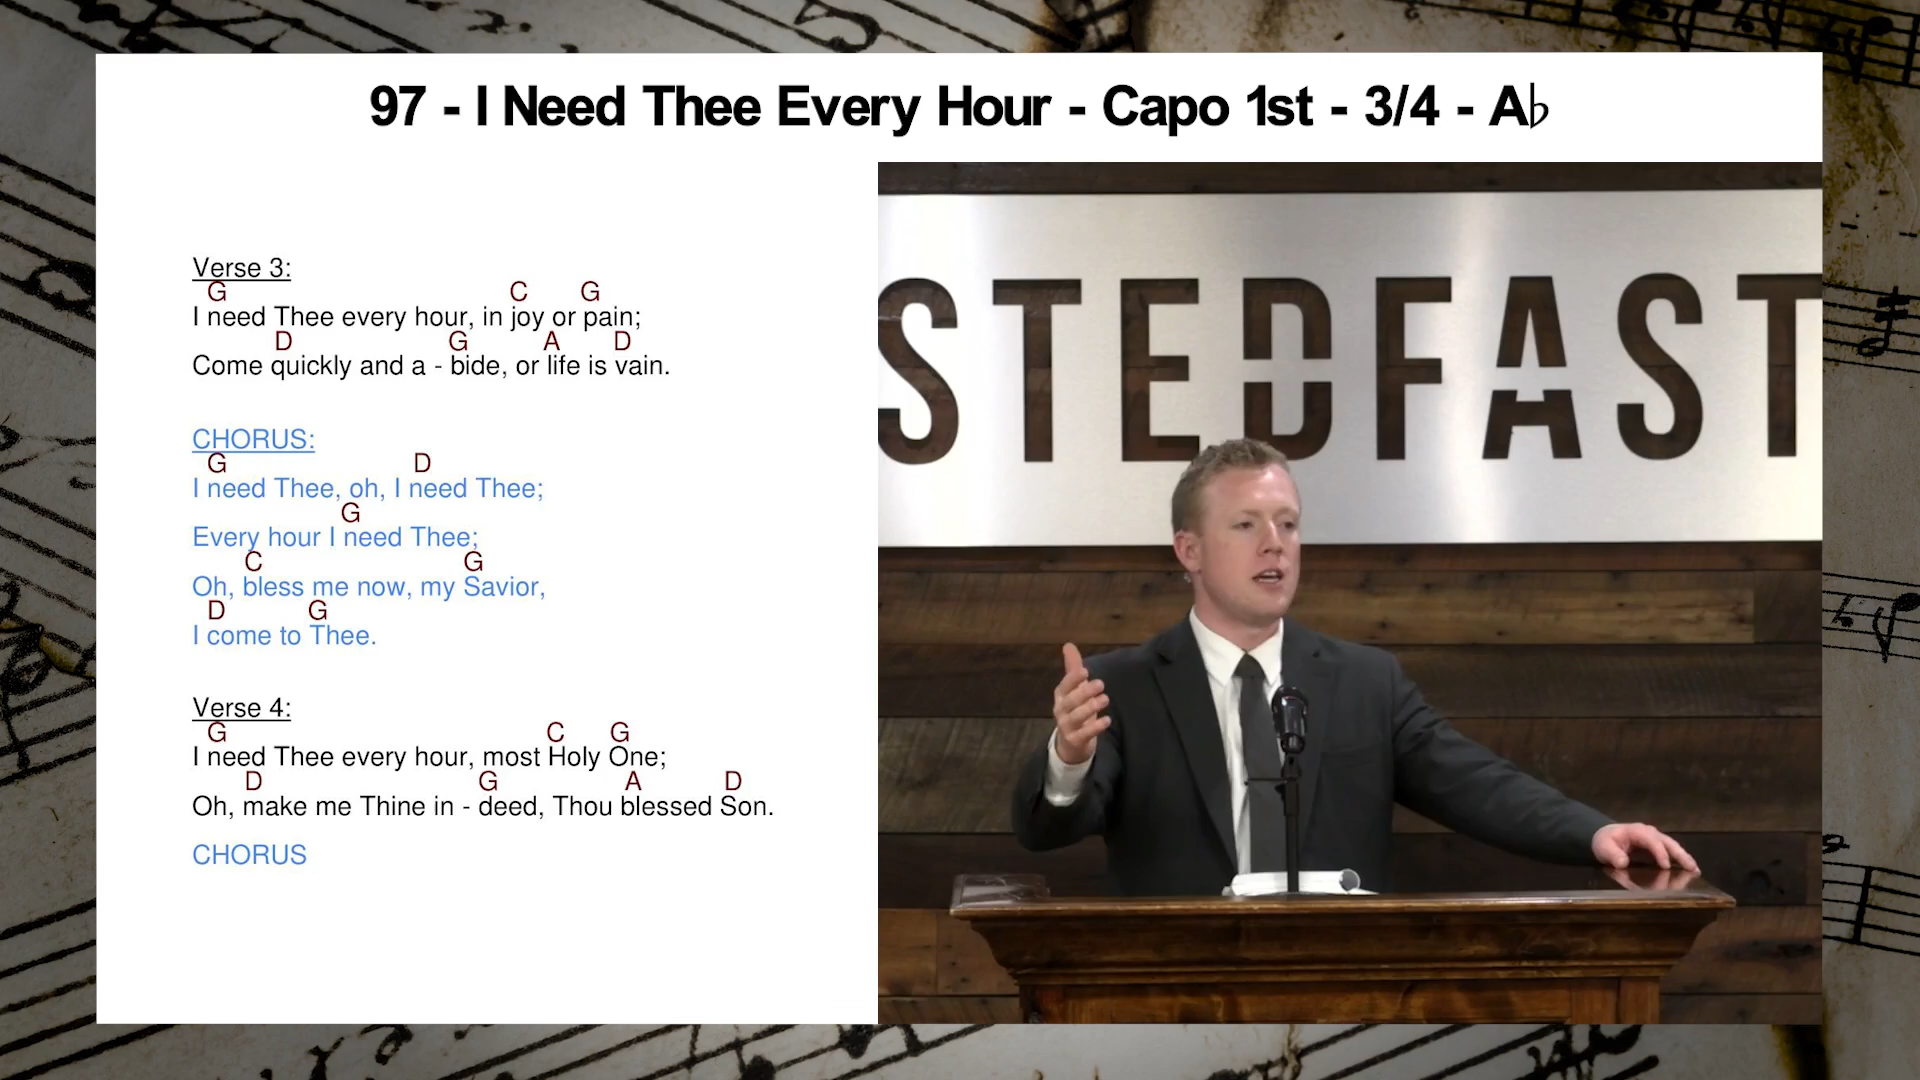 97 - I Need Thee Every Hour - Capo 1st - 3/4 - A♭
Verse 3:
G C G
I need Thee every hour, in joy or pain;
D G A D
Come quickly and a - bide, or life is vain.
CHORUS:
G D
I need Thee, oh, I need Thee;
G
Every hour I need Thee;
C G
Oh, bless me now, my Savior,
D G
I come to Thee.
Verse 4:
G C G
I need Thee every hour, most Holy One;
D G A D
Oh, make me Thine in - deed, Thou blessed Son.
CHORUS
STEDFAST